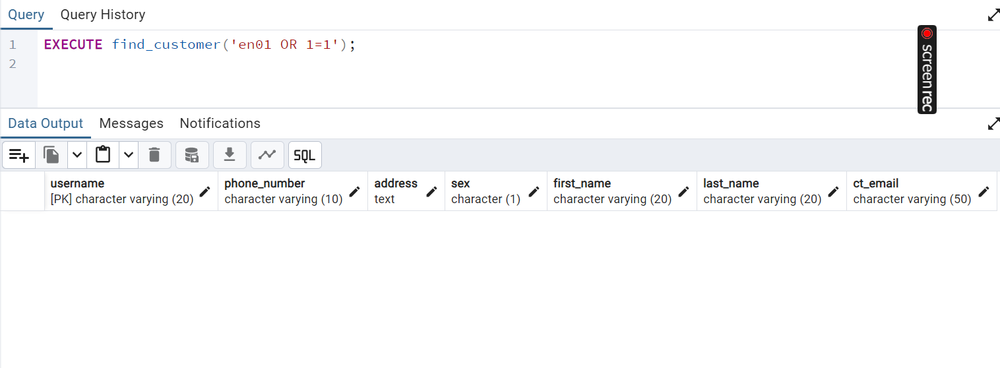 Query Query History
1 EXECUTE find_customer('en01 OR 1=1');
2
screenrec
Data Output Messages Notifications
SQL
username phone_number address sex first_name last_name ct_email
[PK] character varying (20) character varying (10) text character (1) character varying (20) character varying (20) character varying (50)